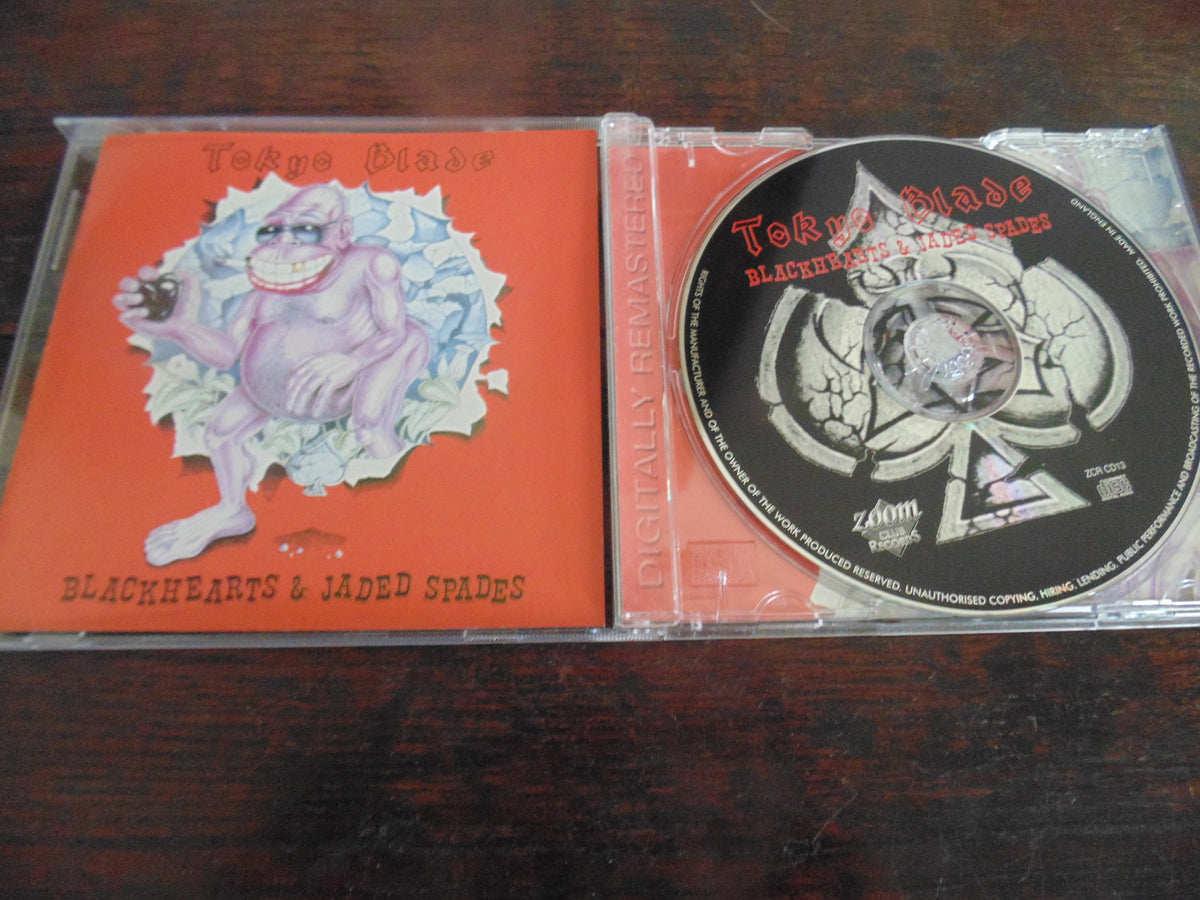 Tokyo Blade
BLACKHEARTS & JADED SPADES
DIGITALLY REMASTERED
Tokyo Blade
BLACKHEARTS & JADED SPADES
ZCR CD13
disc
zoom
CLUB
RECORDS
RIGHTS OF THE MANUFACTURER AND OF THE OWNER OF THE WORK PRODUCED RESERVED, UNAUTHORISED COPYING, HIRING, LENDING, PUBLIC PERFORMANCE AND BROADCASTING OF THE RECORDED WORK PROHIBITED. MADE IN ENGLAND